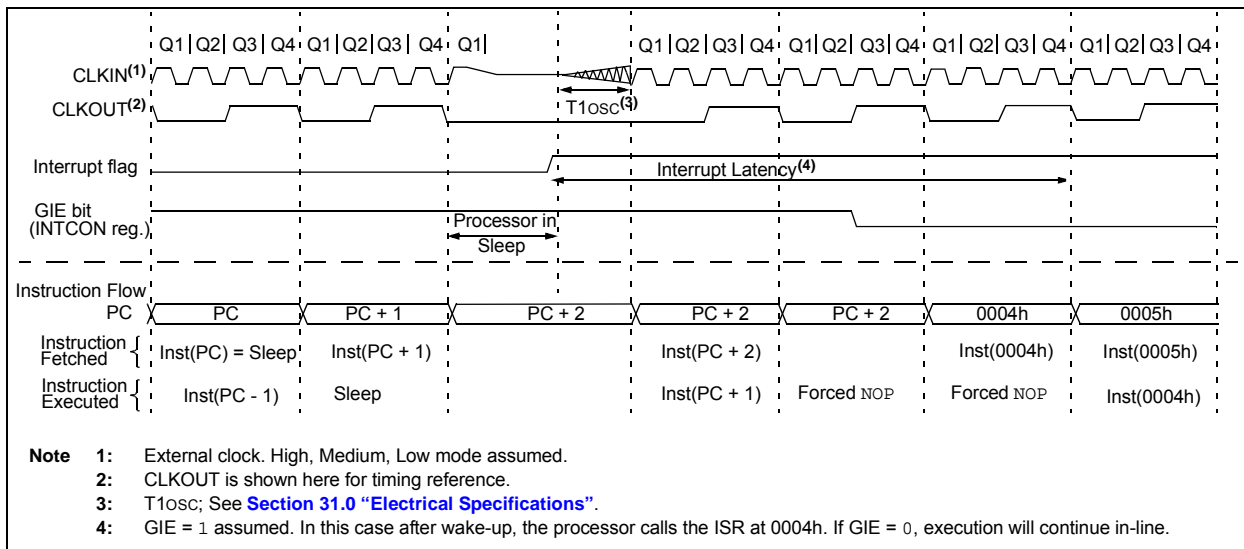 Q1 Q2 Q3 Q4 Q1 Q2 Q3 Q4 Q1 Q1 Q2 Q3 Q4 Q1 Q2 Q3 Q4 Q1 Q2 Q3 Q4 Q1 Q2 Q3 Q4
CLKIN(1)
CLKOUT(2)
T1OSC(3)
Interrupt flag
Interrupt Latency(4)
GIE bit
(INTCON reg.)
Processor in
Sleep
Instruction Flow
PC PC PC + 1 PC + 2 PC + 2 PC + 2 0004h 0005h
Instruction
Fetched { Inst(PC) = Sleep Inst(PC + 1) Inst(PC + 2) Inst(0004h) Inst(0005h)
Instruction
Executed { Inst(PC - 1) Sleep Inst(PC + 1) Forced NOP Forced NOP Inst(0004h)
Note 1: External clock. High, Medium, Low mode assumed.
2: CLKOUT is shown here for timing reference.
3: T1OSC; See Section 31.0 “Electrical Specifications”.
4: GIE = 1 assumed. In this case after wake-up, the processor calls the ISR at 0004h. If GIE = 0, execution will continue in-line.